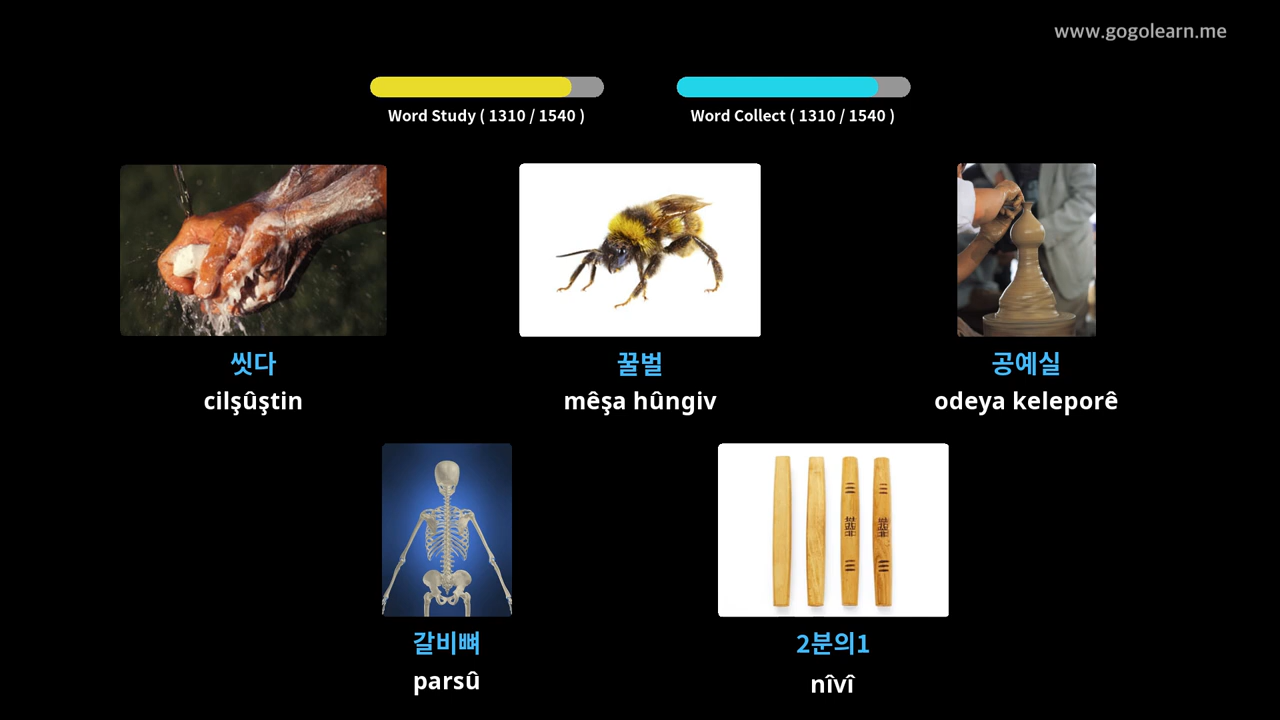 www.gogolearn.me
Word Study ( 1310 / 1540 )
Word Collect ( 1310 / 1540 )
씻다
cilşûştin
꿀벌
mêşa hûngiv
공예실
odeya keleporê
갈비뼈
parsû
2분의1
nîvî